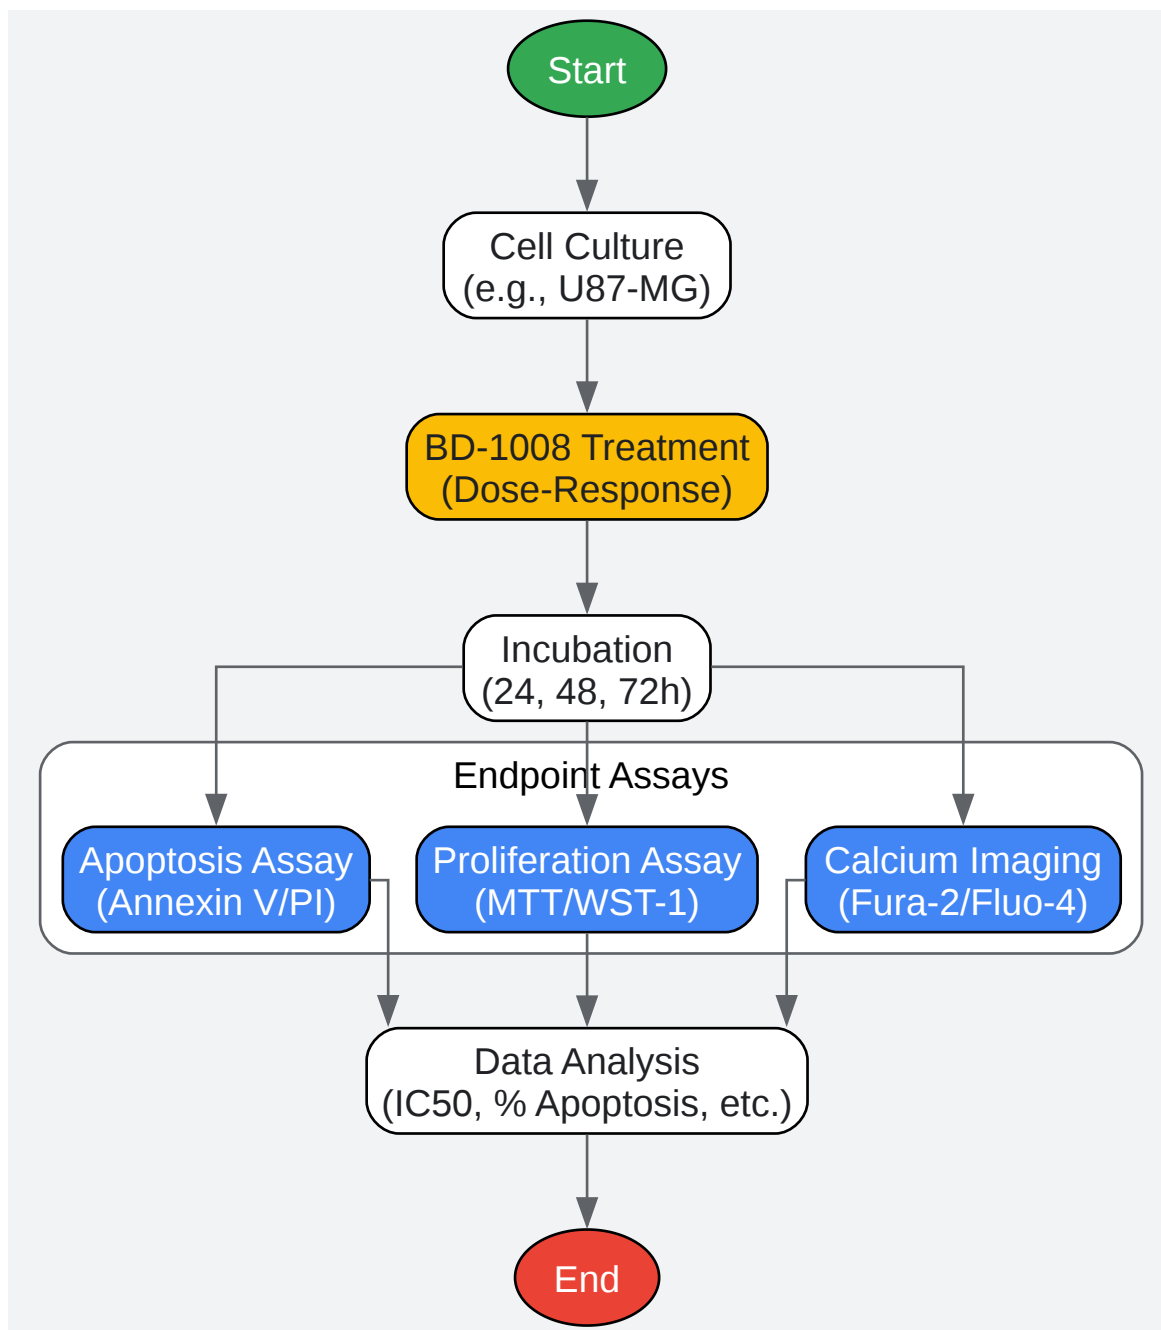 Start
Cell Culture
(e.g., U87-MG)
BD-1008 Treatment
(Dose-Response)
Incubation
(24, 48, 72h)
Endpoint Assays
Apoptosis Assay
(Annexin V/PI)
Proliferation Assay
(MTT/WST-1)
Calcium Imaging
(Fura-2/Fluo-4)
Data Analysis
(IC50, % Apoptosis, etc.)
End